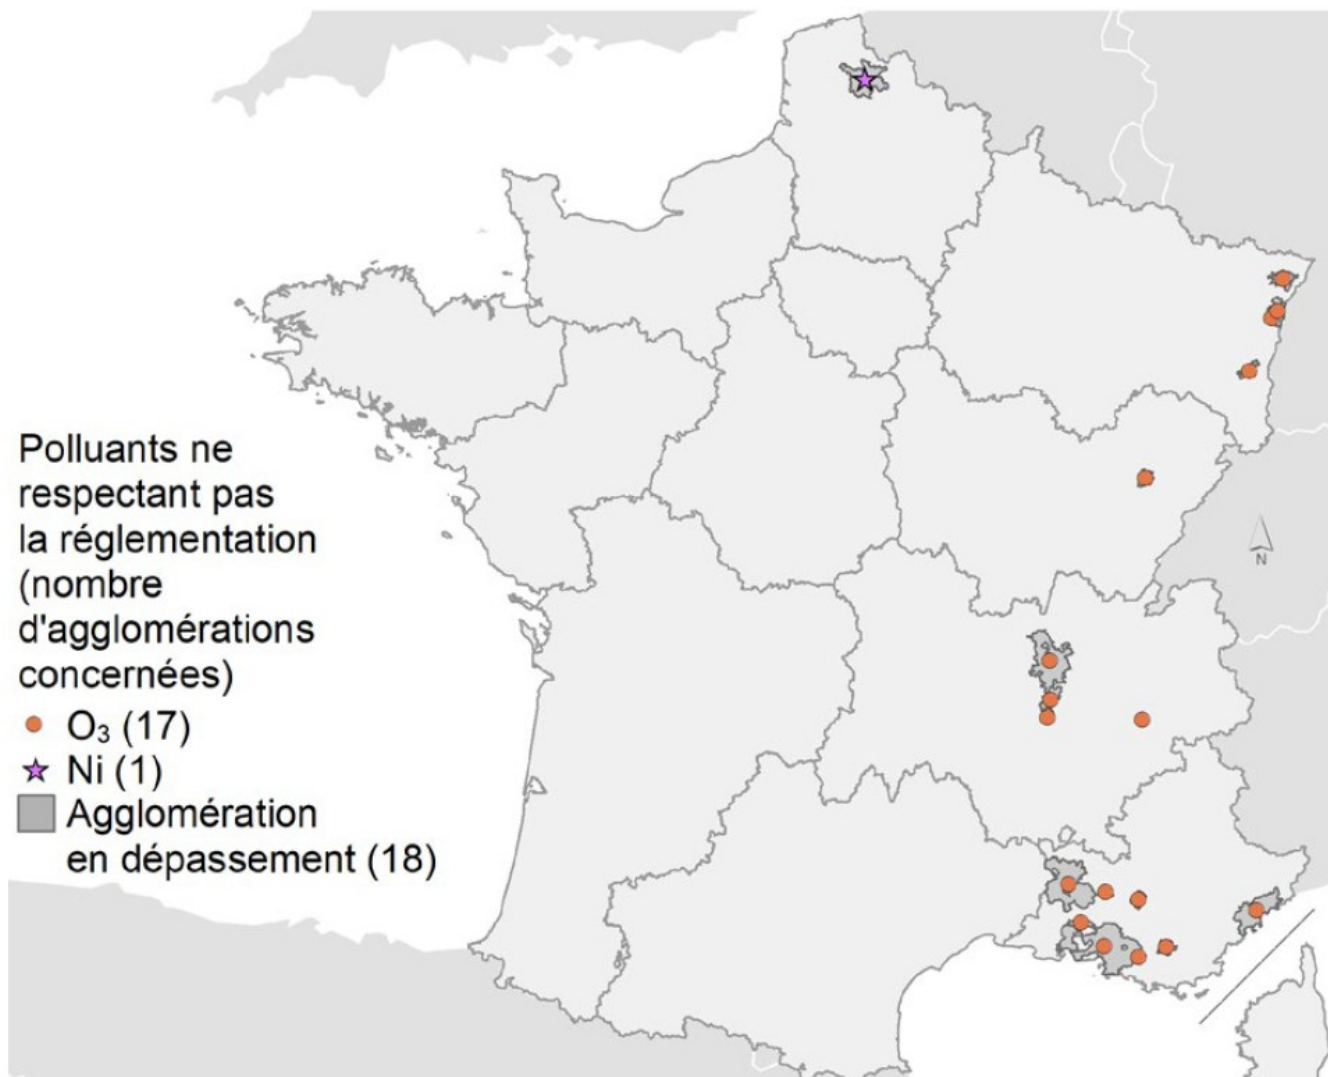 Polluants ne
respectant pas
la réglementation
(nombre
d'agglomérations
concernées)
O₃ (17)
Ni (1)
Agglomération
en dépassement (18)
N